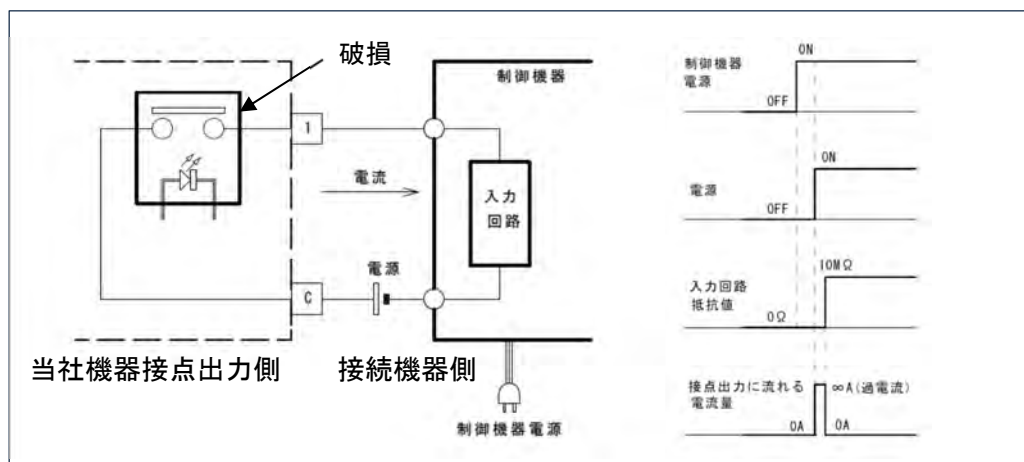 破損
制御機器
1
電流
入力
回路
電源
C
当社機器接点出力側
接続機器側
制御機器電源
制御機器
電源
ON
OFF
電源
ON
OFF
入力回路
抵抗値
10MΩ
0Ω
接点出力に流れる
電流量
∞A(過電流)
0A
0A